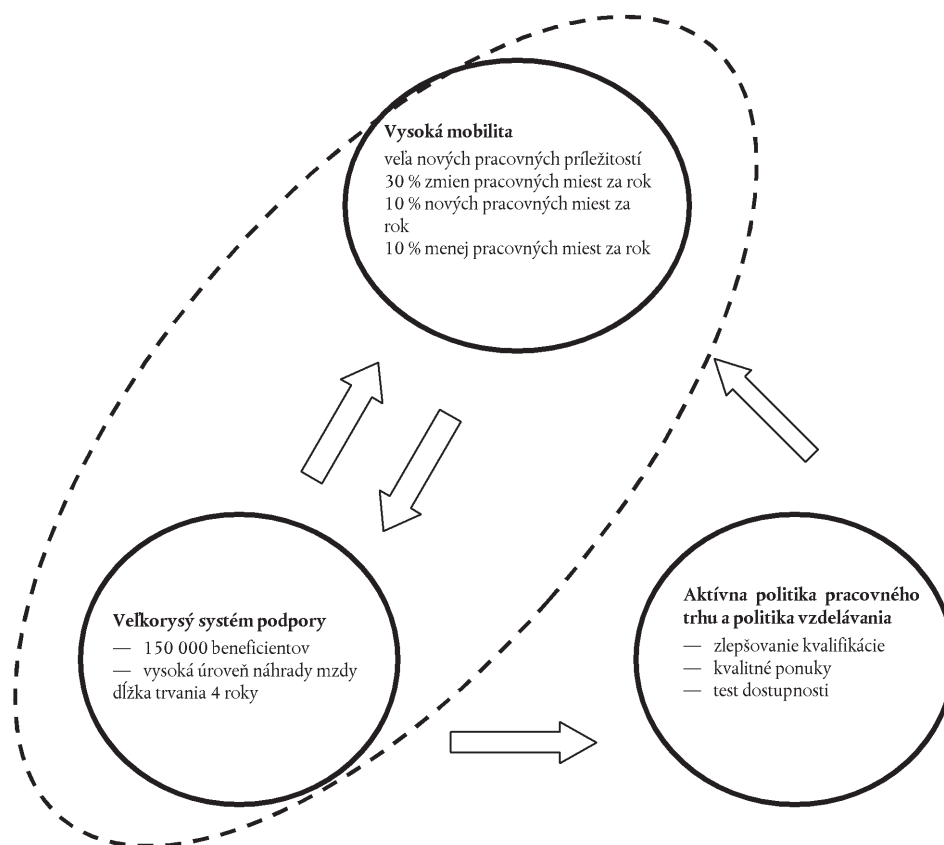 Vysoká mobilita
veľa nových pracovných príležitostí
30 % zmien pracovných miest za rok
10 % nových pracovných miest za
rok
10 % menej pracovných miest za rok
Veľkorysý systém podpory
— 150 000 beneficientov
— vysoká úroveň náhrady mzdy
dĺžka trvania 4 roky
Aktívna politika pracovného
trhu a politika vzdelávania
— zlepšovanie kvalifikácie
— kvalitné ponuky
— test dostupnosti